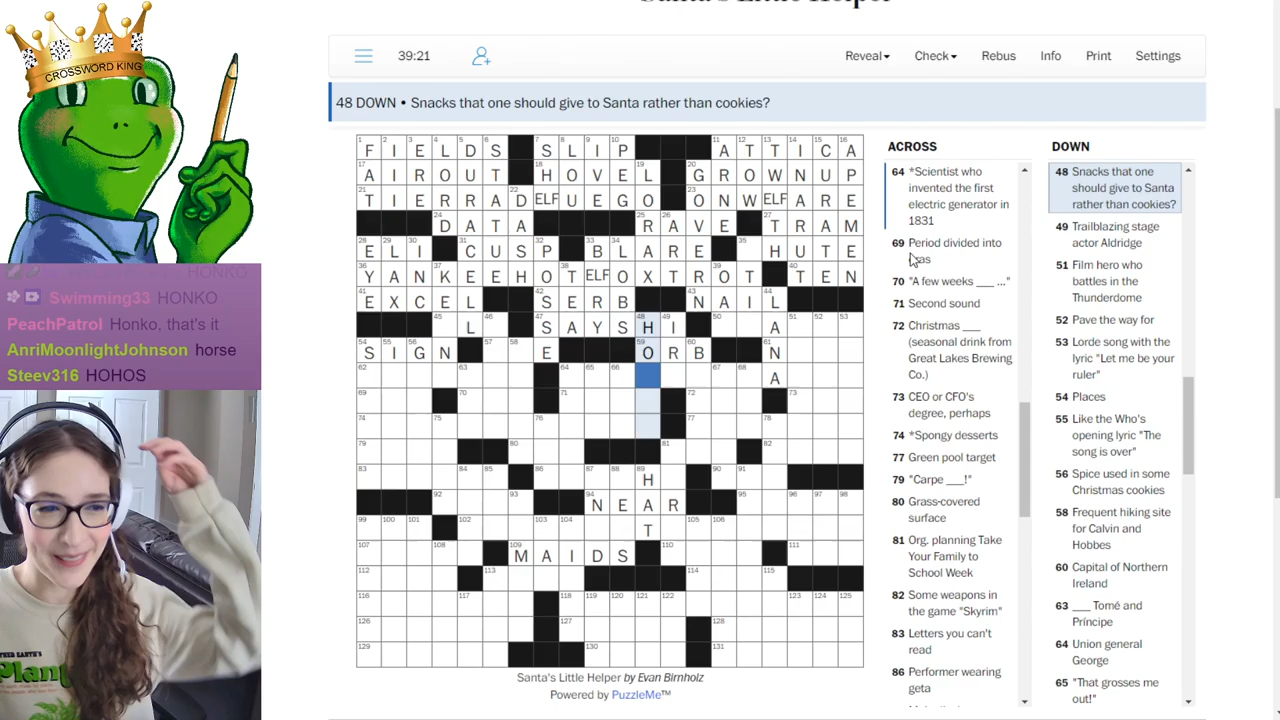 CROSSWORD KING
Swimming33 HONKO
PeachPatrol Honko, that's it
AnriMoonlightJohnson horse
Steev316 HOHOS
Plant
39:21
Reveal
Check
Rebus
Info
Print
Settings
48 DOWN • Snacks that one should give to Santa rather than cookies?
F I E L D S S L I P A T T I C A
A I R O U T H O V E L G R O W N U P
T I E R R A D ELF U E G O O N W ELF A R E
D A T A R A V E R A M
E L I C U S P B L A R E H U T E
Y A N K E E H O T ELF O X T R O T T E N
E X C E L S E R B N A I L
L S A Y S H I A
S I G N E O R B N
A
H
N E A R
T
M A I D S
Santa's Little Helper by Evan Birnholz
Powered by PuzzleMe™
ACROSS
64 *Scientist who
invented the first
electric generator in
1831
69 Period divided into
70 "A few weeks ___ ..."
71 Second sound
72 Christmas ___
(seasonal drink from
Great Lakes Brewing
Co.)
73 CEO or CFO's
degree, perhaps
74 *Spongy desserts
77 Green pool target
79 "Carpe ___!"
80 Grass-covered
surface
81 Org. planning Take
Your Family to
School Week
82 Some weapons in
the game "Skyrim"
83 Letters you can't
read
86 Performer wearing
geta
DOWN
48 Snacks that one
should give to Santa
rather than cookies?
49 Trailblazing stage
actor Aldridge
51 Film hero who
battles in the
Thunderdome
52 Pave the way for
53 Lorde song with the
lyric "Let me be your
ruler"
54 Places
55 Like the Who's
opening lyric "The
song is over"
56 Spice used in some
Christmas cookies
58 Frequent hiking site
for Calvin and
Hobbes
60 Capital of Northern
Ireland
63 ___ Tomé and
Príncipe
64 Union general
George
65 "That grosses me
out!"